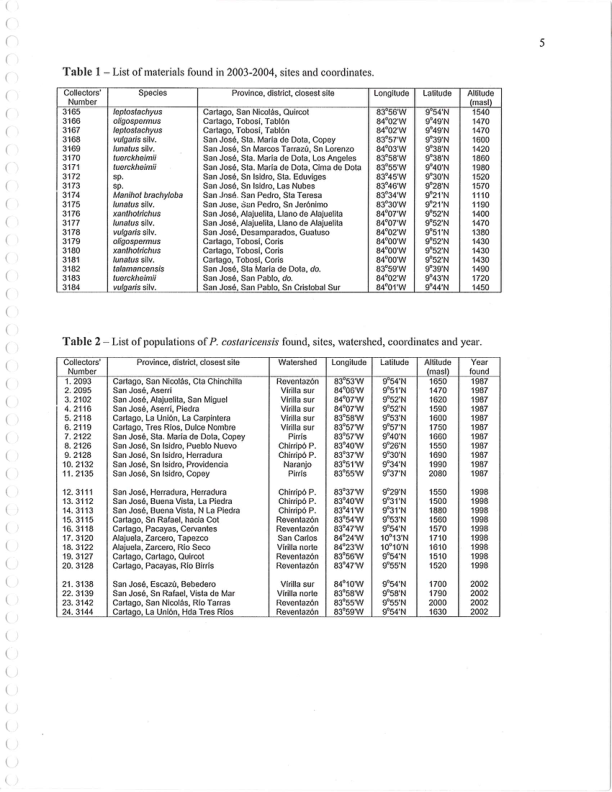 5
Table 1 – List of materials found in 2003-2004, sites and coordinates.
Collectors' Number | Species | Province, district, closest site | Longitude | Latitude | Altitude (masl)
3165 | leptostachyus | Cartago, San Nicolás, Quircot | 83°56'W | 9°54'N | 1540
3166 | oligospermus | Cartago, Tobosí, Tablón | 84°02'W | 9°49'N | 1470
3167 | leptostachyus | Cartago, Tobosí, Tablón | 84°02'W | 9°49'N | 1470
3168 | vulgaris silv. | San José, Sta. María de Dota, Copey | 83°57'W | 9°39'N | 1600
3169 | lunatus silv. | San José, Sn Marcos Tarrazú, Sn Lorenzo | 84°03'W | 9°38'N | 1420
3170 | tuerckheimii | San José, Sta. María de Dota, Los Angeles | 83°58'W | 9°38'N | 1860
3171 | tuerckheimii | San José, Sta. María de Dota, Cima de Dota | 83°55'W | 9°40'N | 1980
3172 | sp. | San José, Sn Isidro, Sta. Eduviges | 83°45'W | 9°30'N | 1520
3173 | sp. | San José, Sn Isidro, Las Nubes | 83°46'W | 9°28'N | 1570
3174 | Manihot brachyloba | San José, San Pedro, Sta Teresa | 83°34'W | 9°21'N | 1110
3175 | lunatus silv. | San Jose, San Pedro, Sn Jerónimo | 83°30'W | 9°21'N | 1190
3176 | xanthotrichus | San José, Alajuelita, Llano de Alajuelita | 84°07'W | 9°52'N | 1400
3177 | lunatus silv. | San José, Alajuelita, Llano de Alajuelita | 84°07'W | 9°52'N | 1470
3178 | vulgaris silv. | San José, Desamparados, Guatuso | 84°02'W | 9°51'N | 1380
3179 | oligospermus | Cartago, Tobosí, Coris | 84°00'W | 9°52'N | 1430
3180 | xanthotrichus | Cartago, Tobosí, Coris | 84°00'W | 9°52'N | 1430
3181 | lunatus silv. | Cartago, Tobosí, Coris | 84°00'W | 9°52'N | 1430
3182 | talamancensis | San José, Sta María de Dota, do. | 83°59'W | 9°39'N | 1490
3183 | tuerckheimii | San José, San Pablo, do. | 84°02'W | 9°43'N | 1720
3184 | vulgaris silv. | San José, San Pablo, Sn Cristobal Sur | 84°01'W | 9°44'N | 1450
Table 2 – List of populations of P. costaricensis found, sites, watershed, coordinates and year.
Collectors' Number | Province, district, closest site | Watershed | Longitude | Latitude | Altitude (masl) | Year found
1. 2093 | Cartago, San Nicolás, Cta Chinchilla | Reventazón | 83°53'W | 9°54'N | 1650 | 1987
2. 2095 | San José, Aserrí | Virilla sur | 84°06'W | 9°51'N | 1470 | 1987
3. 2102 | San José, Alajuelita, San Miguel | Virilla sur | 84°07'W | 9°52'N | 1620 | 1987
4. 2116 | San José, Aserrí, Piedra | Virilla sur | 84°07'W | 9°52'N | 1590 | 1987
5. 2118 | Cartago, La Unión, La Carpintera | Virilla sur | 83°58'W | 9°53'N | 1600 | 1987
6. 2119 | Cartago, Tres Ríos, Dulce Nombre | Virilla sur | 83°57'W | 9°57'N | 1750 | 1987
7. 2122 | San José, Sta. María de Dota, Copey | Pirrís | 83°57'W | 9°40'N | 1660 | 1987
8. 2126 | San José, Sn Isidro, Pueblo Nuevo | Chirripó P. | 83°40'W | 9°26'N | 1550 | 1987
9. 2128 | San José, Sn Isidro, Herradura | Chirripó P. | 83°37'W | 9°30'N | 1690 | 1987
10. 2132 | San José, Sn Isidro, Providencia | Naranjo | 83°51'W | 9°34'N | 1990 | 1987
11. 2135 | San José, Sn Isidro, Copey | Pirrís | 83°55'W | 9°37'N | 2080 | 1987
12. 3111 | San José, Herradura, Herradura | Chirripó P. | 83°37'W | 9°29'N | 1550 | 1998
13. 3112 | San José, Buena Vista, La Piedra | Chirripó P. | 83°40'W | 9°31'N | 1500 | 1998
14. 3113 | San José, Buena Vista, N La Piedra | Chirripó P. | 83°41'W | 9°31'N | 1880 | 1998
15. 3115 | Cartago, Sn Rafael, hacia Cot | Reventazón | 83°54'W | 9°53'N | 1560 | 1998
16. 3118 | Cartago, Pacayas, Cervantes | Reventazón | 83°47'W | 9°54'N | 1570 | 1998
17. 3120 | Alajuela, Zarcero, Tapezco | San Carlos | 84°24'W | 10°13'N | 1710 | 1998
18. 3122 | Alajuela, Zarcero, Río Seco | Virilla norte | 84°23'W | 10°10'N | 1610 | 1998
19. 3127 | Cartago, Cartago, Quircot | Reventazón | 83°56'W | 9°54'N | 1510 | 1998
20. 3128 | Cartago, Pacayas, Río Birrís | Reventazón | 83°47'W | 9°55'N | 1520 | 1998
21. 3138 | San José, Escazú, Bebedero | Virilla sur | 84°10'W | 9°54'N | 1700 | 2002
22. 3139 | San José, Sn Rafael, Vista de Mar | Virilla norte | 83°58'W | 9°58'N | 1790 | 2002
23. 3142 | Cartago, San Nicolás, Río Tarras | Reventazón | 83°55'W | 9°55'N | 2000 | 2002
24. 3144 | Cartago, La Unión, Hda Tres Ríos | Reventazón | 83°59'W | 9°54'N | 1630 | 2002